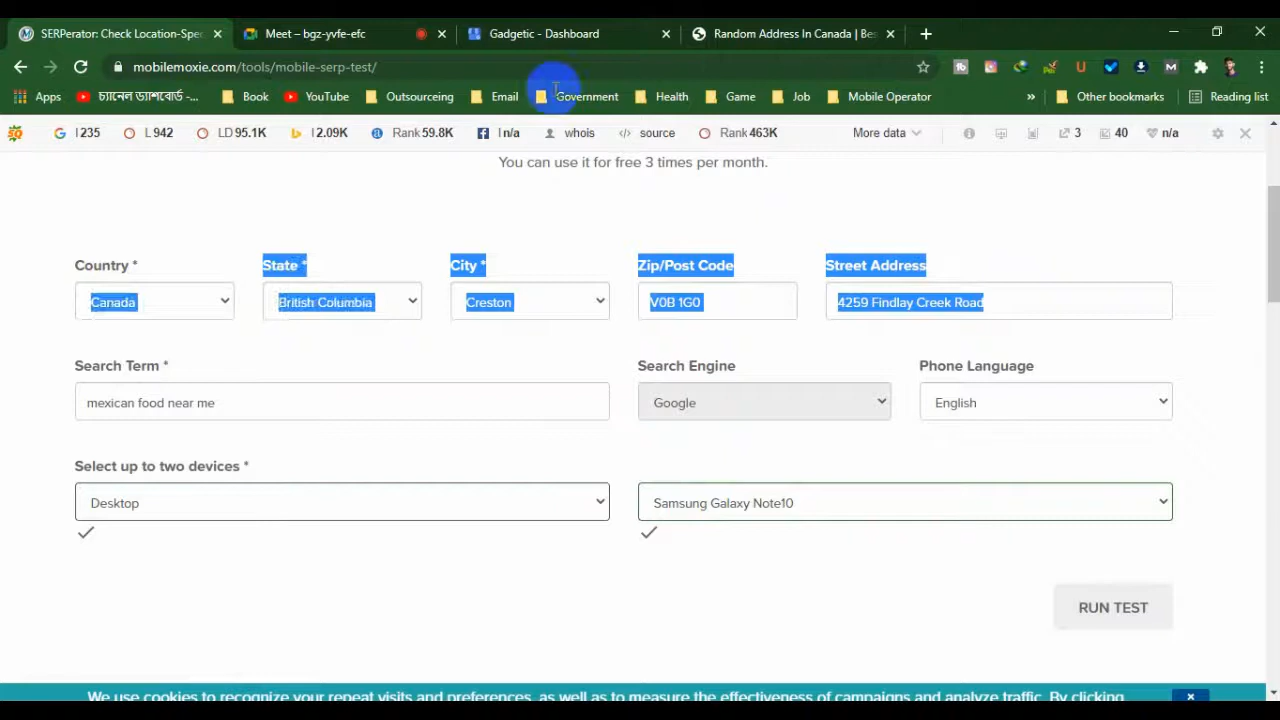 SERPerator: Check Location-Spec
Meet – bgz-yvfe-efc
Gadgetic - Dashboard
Random Address In Canada | Bes
mobilemoxie.com/tools/mobile-serp-test/
Apps চ্যানেল ড্যাশবোর্ড -... Book YouTube Outsourceing Email Government Health Game Job Mobile Operator » Other bookmarks Reading list
I 235 L 942 LD 95.1K I 2.09K Rank 59.8K I n/a whois source Rank 463K More data 3 40 n/a
You can use it for free 3 times per month.
Country * State * City * Zip/Post Code Street Address
Canada British Columbia Creston V0B 1G0 4259 Findlay Creek Road
Search Term * Search Engine Phone Language
mexican food near me Google English
Select up to two devices *
Desktop Samsung Galaxy Note10
RUN TEST
We use cookies to recognize your repeat visits and preferences, as well as to measure the effectiveness of campaigns and analyze traffic. By clicking